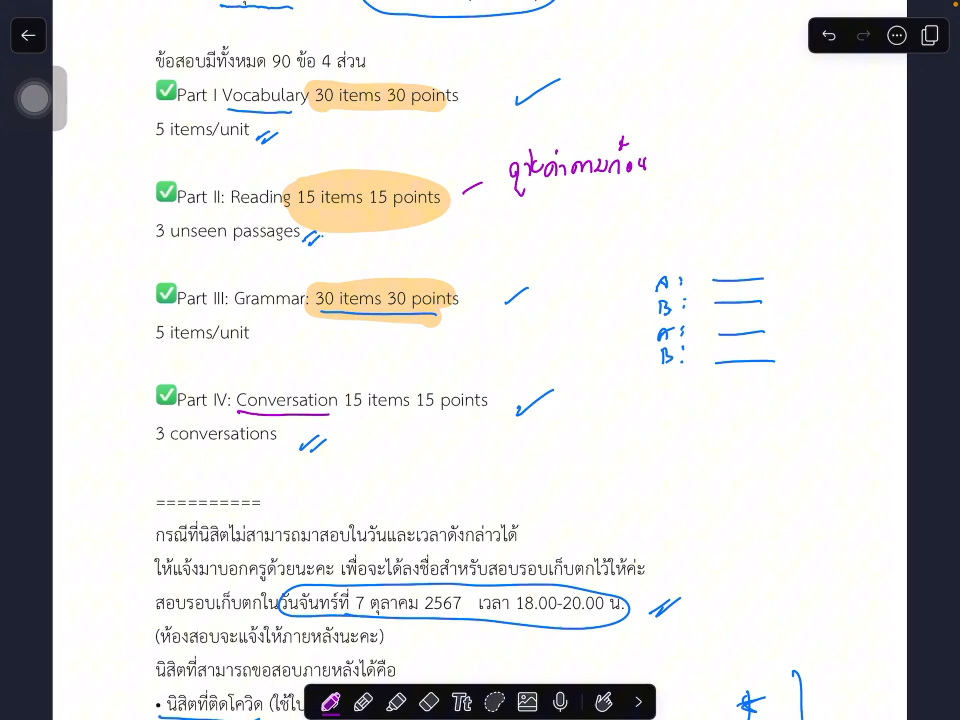 ข้อสอบมีทั้งหมด 90 ข้อ 4 ส่วน
✅Part I Vocabulary 30 items 30 points
5 items/unit
ดูที่คำถามก่อน
✅Part II: Reading 15 items 15 points
3 unseen passages
✅Part III: Grammar: 30 items 30 points
5 items/unit
A:
B:
A:
B:
✅Part IV: Conversation 15 items 15 points
3 conversations
==========
กรณีที่นิสิตไม่สามารถมาสอบในวันและเวลาดังกล่าวได้
ให้แจ้งมาบอกครูด้วยนะคะ เพื่อจะได้ลงชื่อสำหรับสอบรอบเก็บตกไว้ให้ค่ะ
สอบรอบเก็บตกในวันจันทร์ที่ 7 ตุลาคม 2567 เวลา 18.00-20.00 น.
(ห้องสอบจะแจ้งให้ภายหลังนะคะ)
นิสิตที่สามารถขอสอบภายหลังได้คือ
• นิสิตที่ติดโควิด (ใช้ใบ
Tt